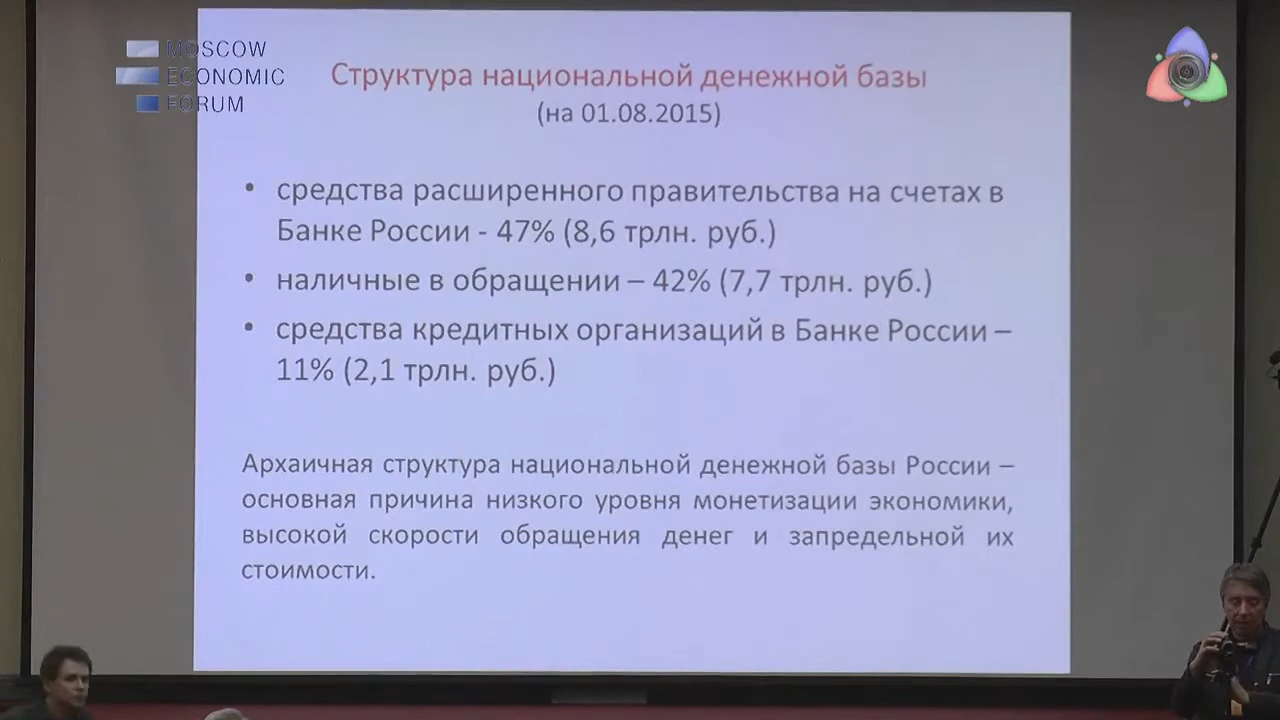 MOSCOW
ECONOMIC
FORUM
Структура национальной денежной базы
(на 01.08.2015)
• средства расширенного правительства на счетах в
Банке России - 47% (8,6 трлн. руб.)
• наличные в обращении – 42% (7,7 трлн. руб.)
• средства кредитных организаций в Банке России –
11% (2,1 трлн. руб.)
Архаичная структура национальной денежной базы России –
основная причина низкого уровня монетизации экономики,
высокой скорости обращения денег и запредельной их
стоимости.